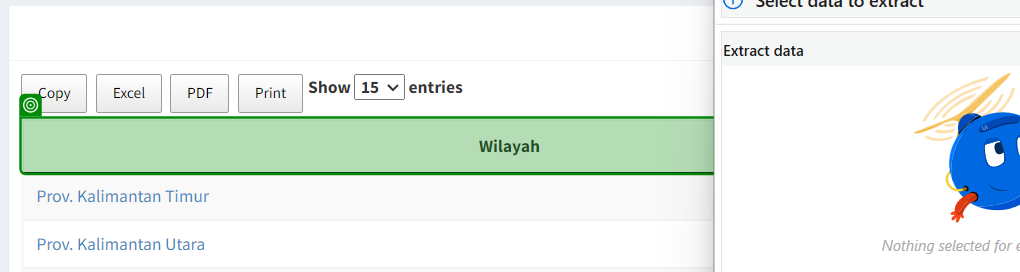 Select data to extract
Extract data
Copy Excel PDF Print Show 15 entries
Wilayah
Prov. Kalimantan Timur
Prov. Kalimantan Utara
Nothing selected for